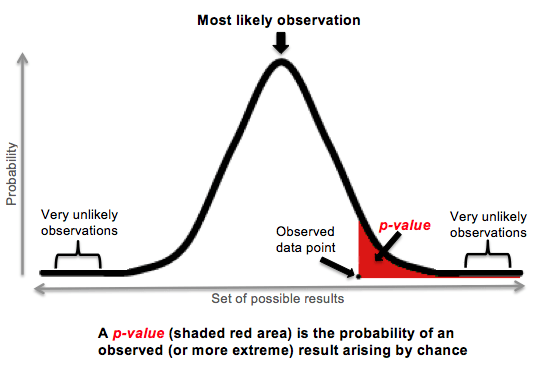 Most likely observation
Probability
Very unlikely
observations
Observed
data point
p-value
Very unlikely
observations
Set of possible results
A p-value (shaded red area) is the probability of an
observed (or more extreme) result arising by chance